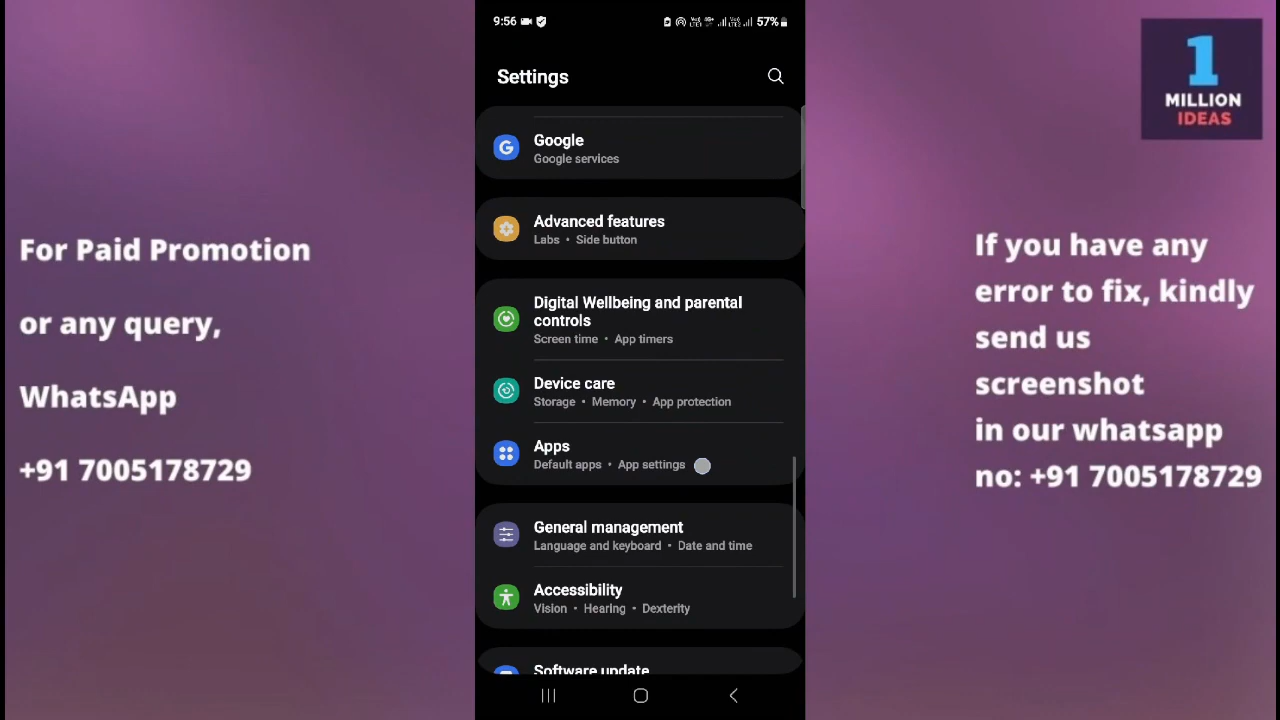 For Paid Promotion
or any query,
WhatsApp
+91 7005178729
9:56
57%
Settings
Google
Google services
Advanced features
Labs • Side button
Digital Wellbeing and parental
controls
Screen time • App timers
Device care
Storage • Memory • App protection
Apps
Default apps • App settings
General management
Language and keyboard • Date and time
Accessibility
Vision • Hearing • Dexterity
Software update
1
MILLION
IDEAS
If you have any
error to fix, kindly
send us
screenshot
in our whatsapp
no: +91 7005178729